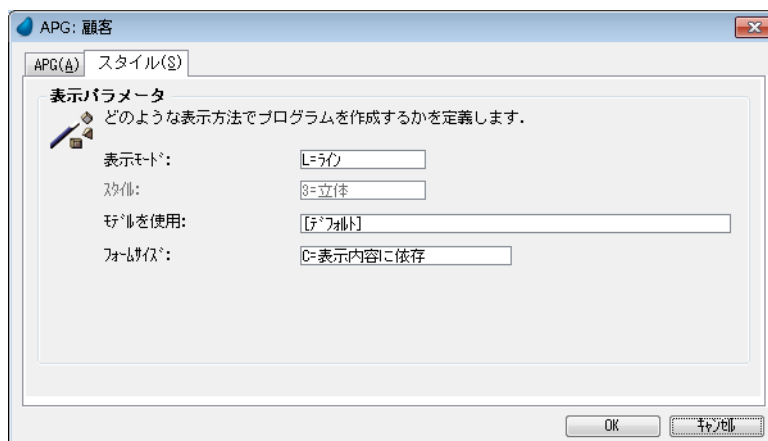 APG: 顧客
APG(A) スタイル(S)
表示パラメータ
どのような表示方法でプログラムを作成するかを定義します.
表示ﾓｰﾄﾞ: L=ﾗｲﾝ
ｽﾀｲﾙ: 3=立体
ﾓﾃﾞﾙを使用: [ﾃﾞﾌｫﾙﾄ]
ﾌｫｰﾑｻｲｽﾞ: C=表示内容に依存
OK ｷｬﾝｾﾙ